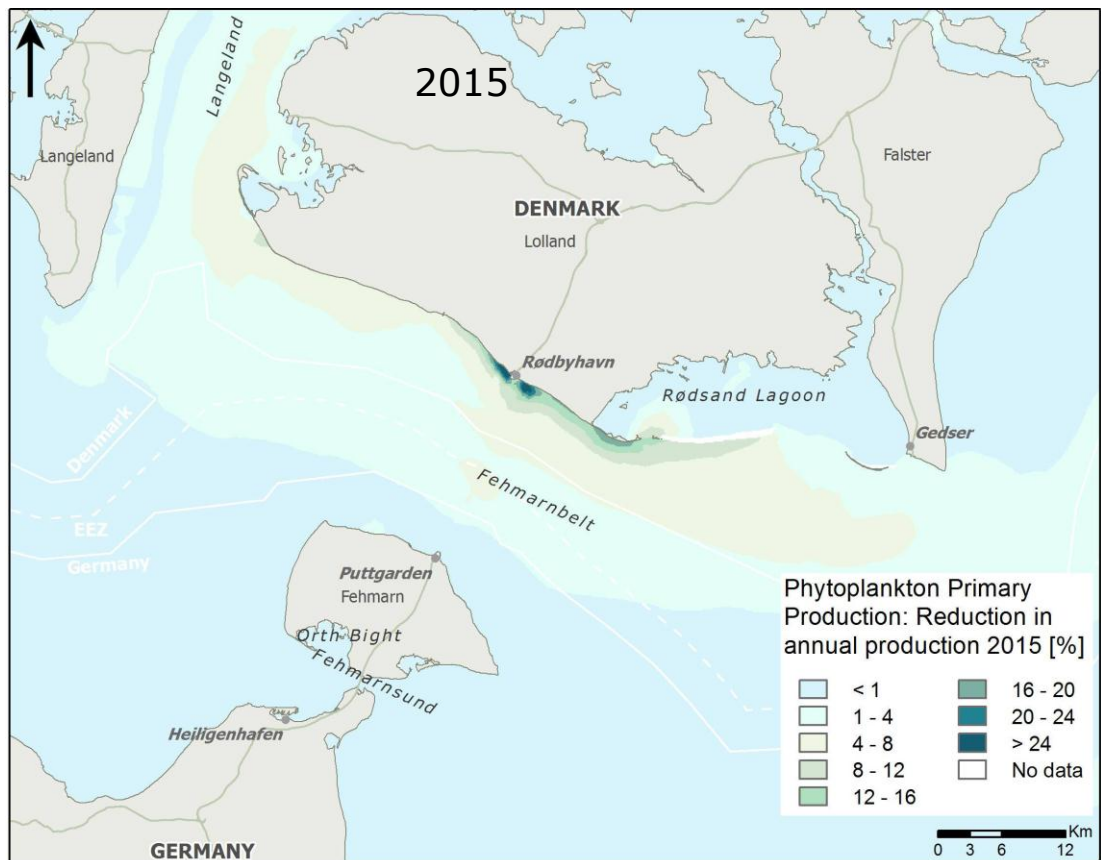 Langeland
2015
Langeland
Falster
DENMARK
Lolland
Rødbyhavn
Rødsand Lagoon
Gedser
Denmark
EEZ
Germany
Fehmarnbelt
Puttgarden
Fehmarn
Orth Bight
Fehmarnsund
Heiligenhafen
GERMANY
Phytoplankton Primary
Production: Reduction in
annual production 2015 [%]
< 1
1 - 4
4 - 8
8 - 12
12 - 16
16 - 20
20 - 24
> 24
No data
Km
0 3 6 12